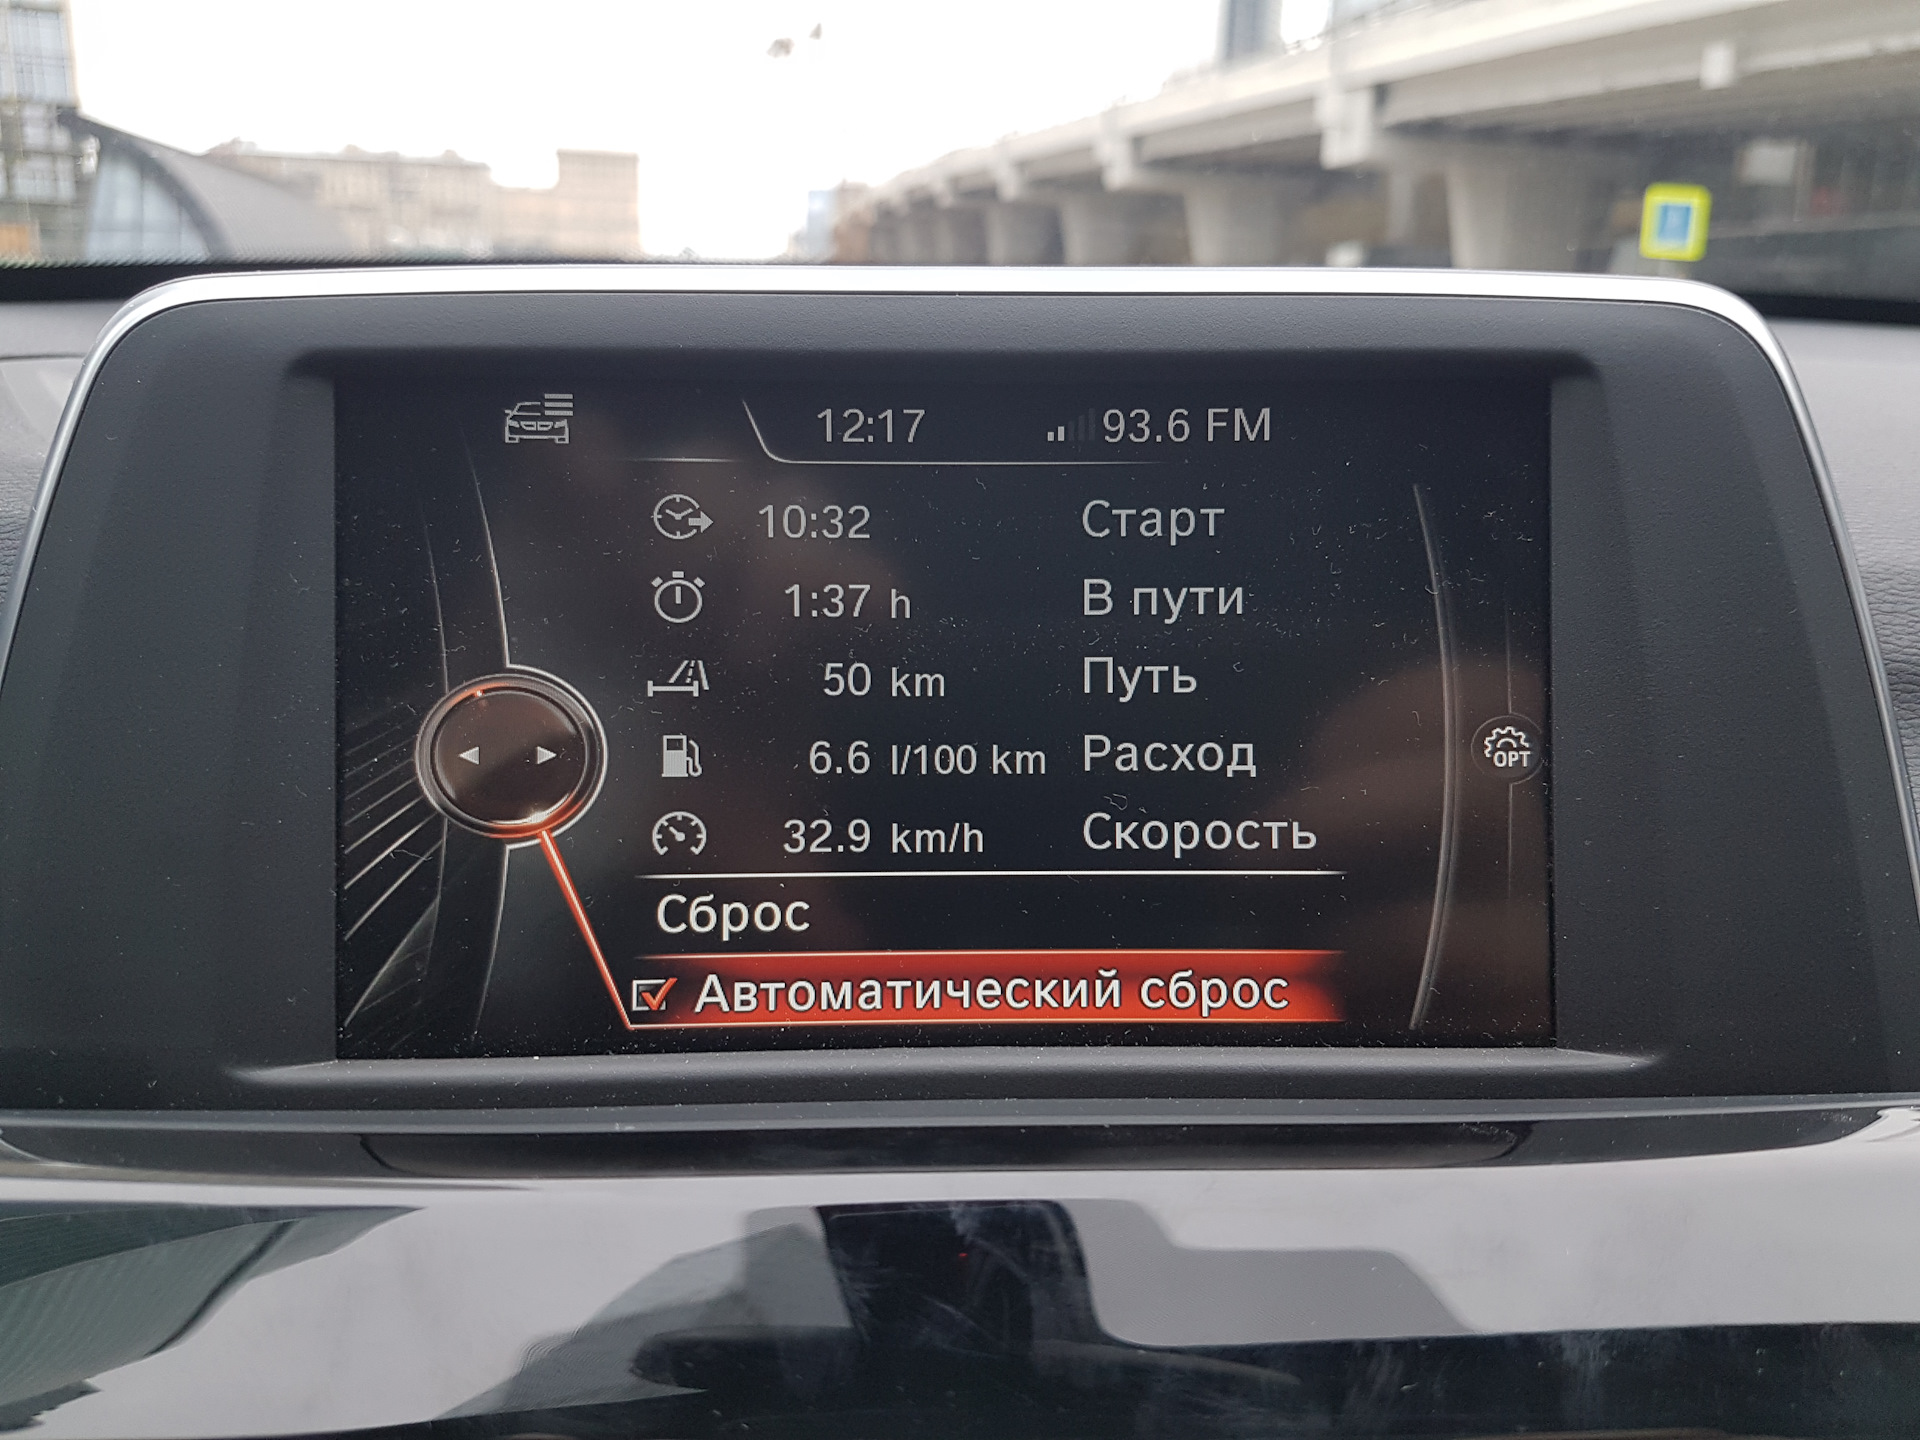 12:17 93.6 FM
10:32 Старт
1:37 h В пути
50 km Путь
6.6 l/100 km Расход
OPT
32.9 km/h Скорость
Сброс
Автоматический сброс